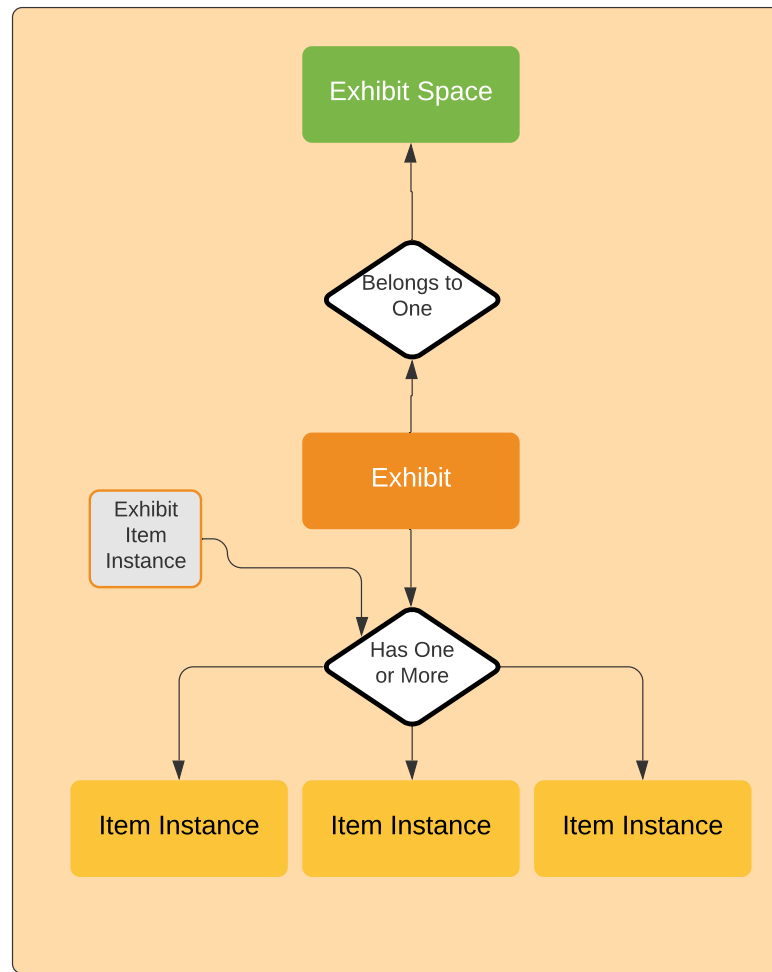 Exhibit Space
Belongs to
One
Exhibit
Exhibit
Item
Instance
Has One
or More
Item Instance
Item Instance
Item Instance